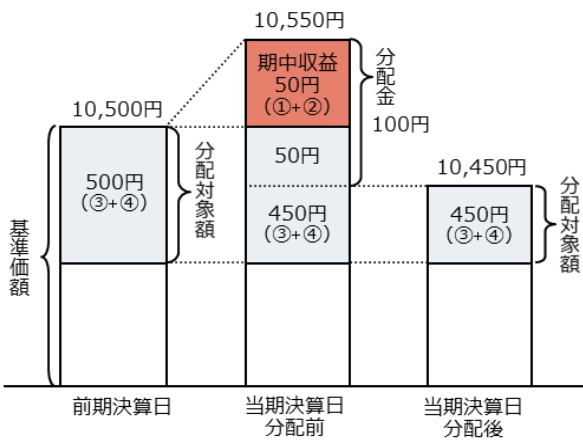 10,550円
期中収益
50円
(①+②)
分配金
100円
10,500円
500円
(③+④)
分配対象額
50円
450円
(③+④)
10,450円
450円
(③+④)
分配対象額
基準価額
前期決算日
当期決算日
分配前
当期決算日
分配後